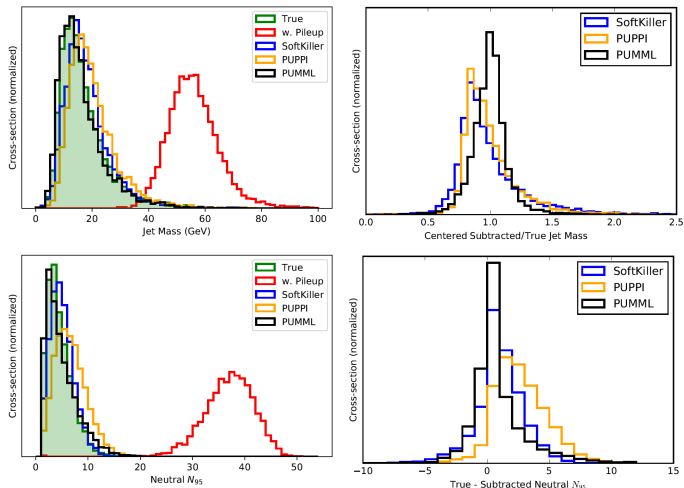 True
w. Pileup
SoftKiller
PUPPI
PUMML
Cross-section (normalized)
0 20 40 60 80 100
Jet Mass (GeV)
SoftKiller
PUPPI
PUMML
Cross-section (normalized)
0.0 0.5 1.0 1.5 2.0 2.5
Centered Subtracted/True Jet Mass
True
w. Pileup
SoftKiller
PUPPI
PUMML
Cross-section (normalized)
0 10 20 30 40 50
Neutral N95
SoftKiller
PUPPI
PUMML
Cross-section (normalized)
−10 −5 0 5 10 15
True - Subtracted Neutral N95